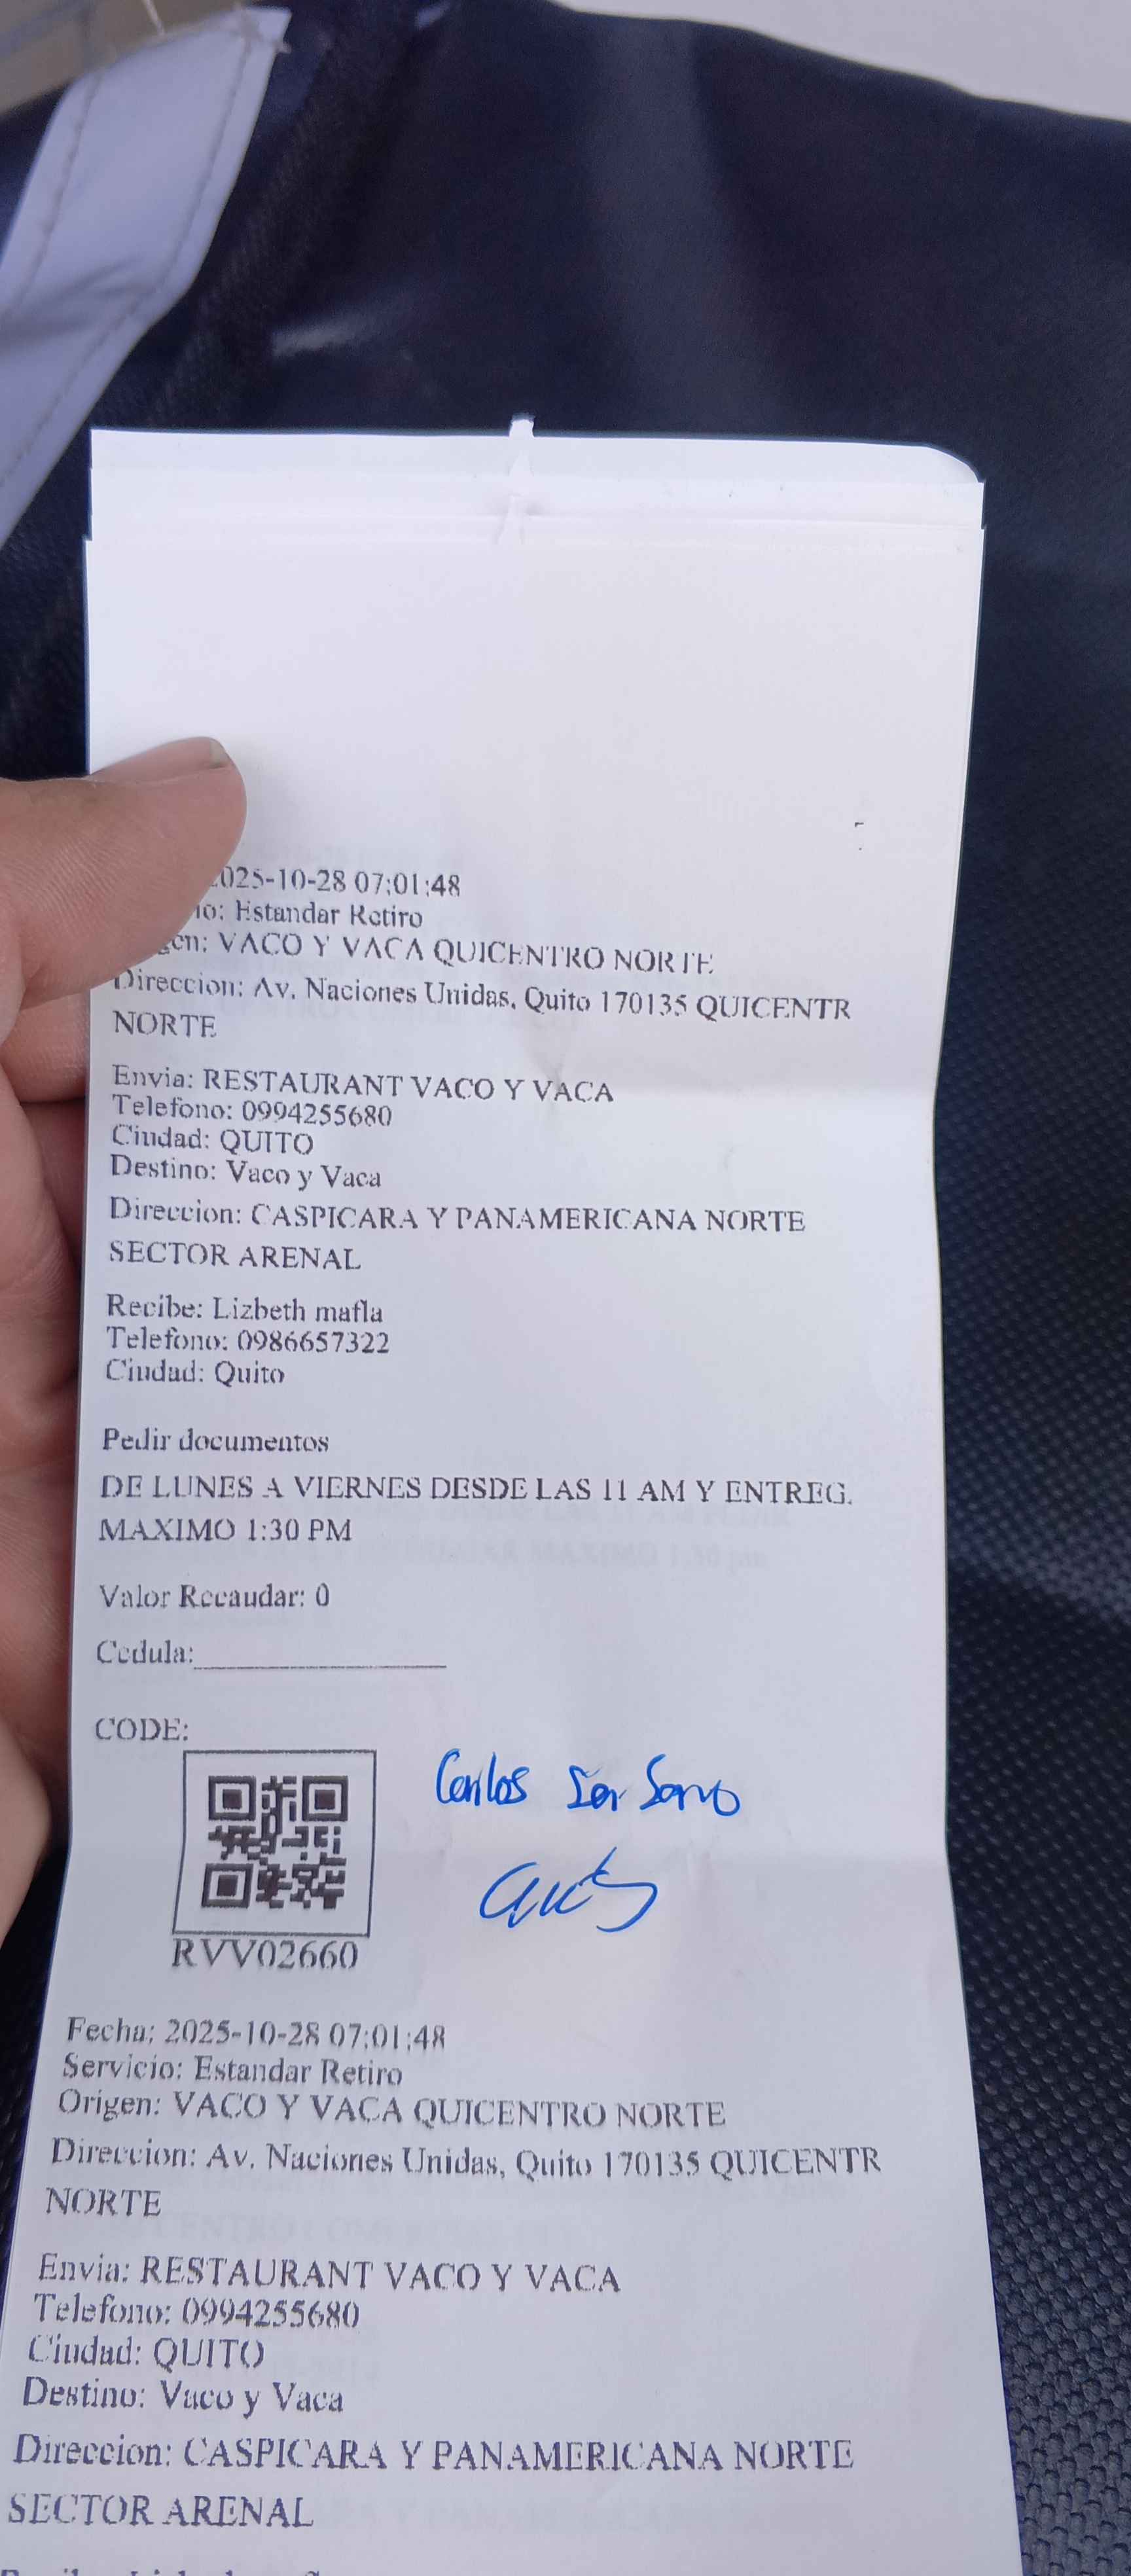 2025-10-28 07:01:48
io: Estandar Retiro
gen: VACO Y VACA QUICENTRO NORTE
Direccion: Av. Naciones Unidas, Quito 170135 QUICENTR
NORTE
Envia: RESTAURANT VACO Y VACA
Telefono: 0994255680
Ciudad: QUITO
Destino: Vaco y Vaca
Direccion: CASPICARA Y PANAMERICANA NORTE
SECTOR ARENAL
Recibe: Lizbeth mafla
Telefono: 0986657322
Ciudad: Quito
Pedir documentos
DE LUNES A VIERNES DESDE LAS 11 AM Y ENTREG.
MAXIMO 1:30 PM
Valor Recaudar: 0
Cedula:
CODE:
Carlos
RVV02660
Fecha: 2025-10-28 07:01:48
Servicio: Estandar Retiro
Origen: VACO Y VACA QUICENTRO NORTE
Direccion: Av. Naciones Unidas, Quito 170135 QUICENTR
NORTE
Envia: RESTAURANT VACO Y VACA
Telefono: 0994255680
Ciudad: QUITO
Destino: Vaco y Vaca
Direccion: CASPICARA Y PANAMERICANA NORTE
SECTOR ARENAL